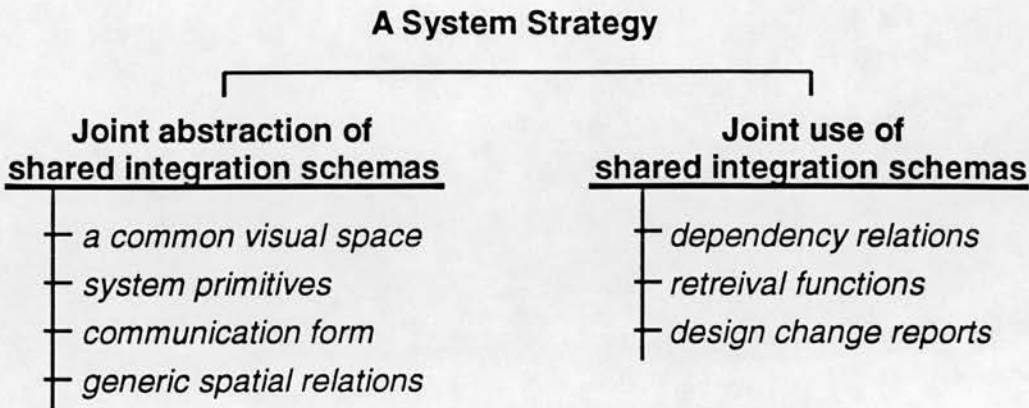 A System Strategy
Joint abstraction of
shared integration schemas
a common visual space
system primitives
communication form
generic spatial relations
Joint use of
shared integration schemas
dependency relations
retreival functions
design change reports